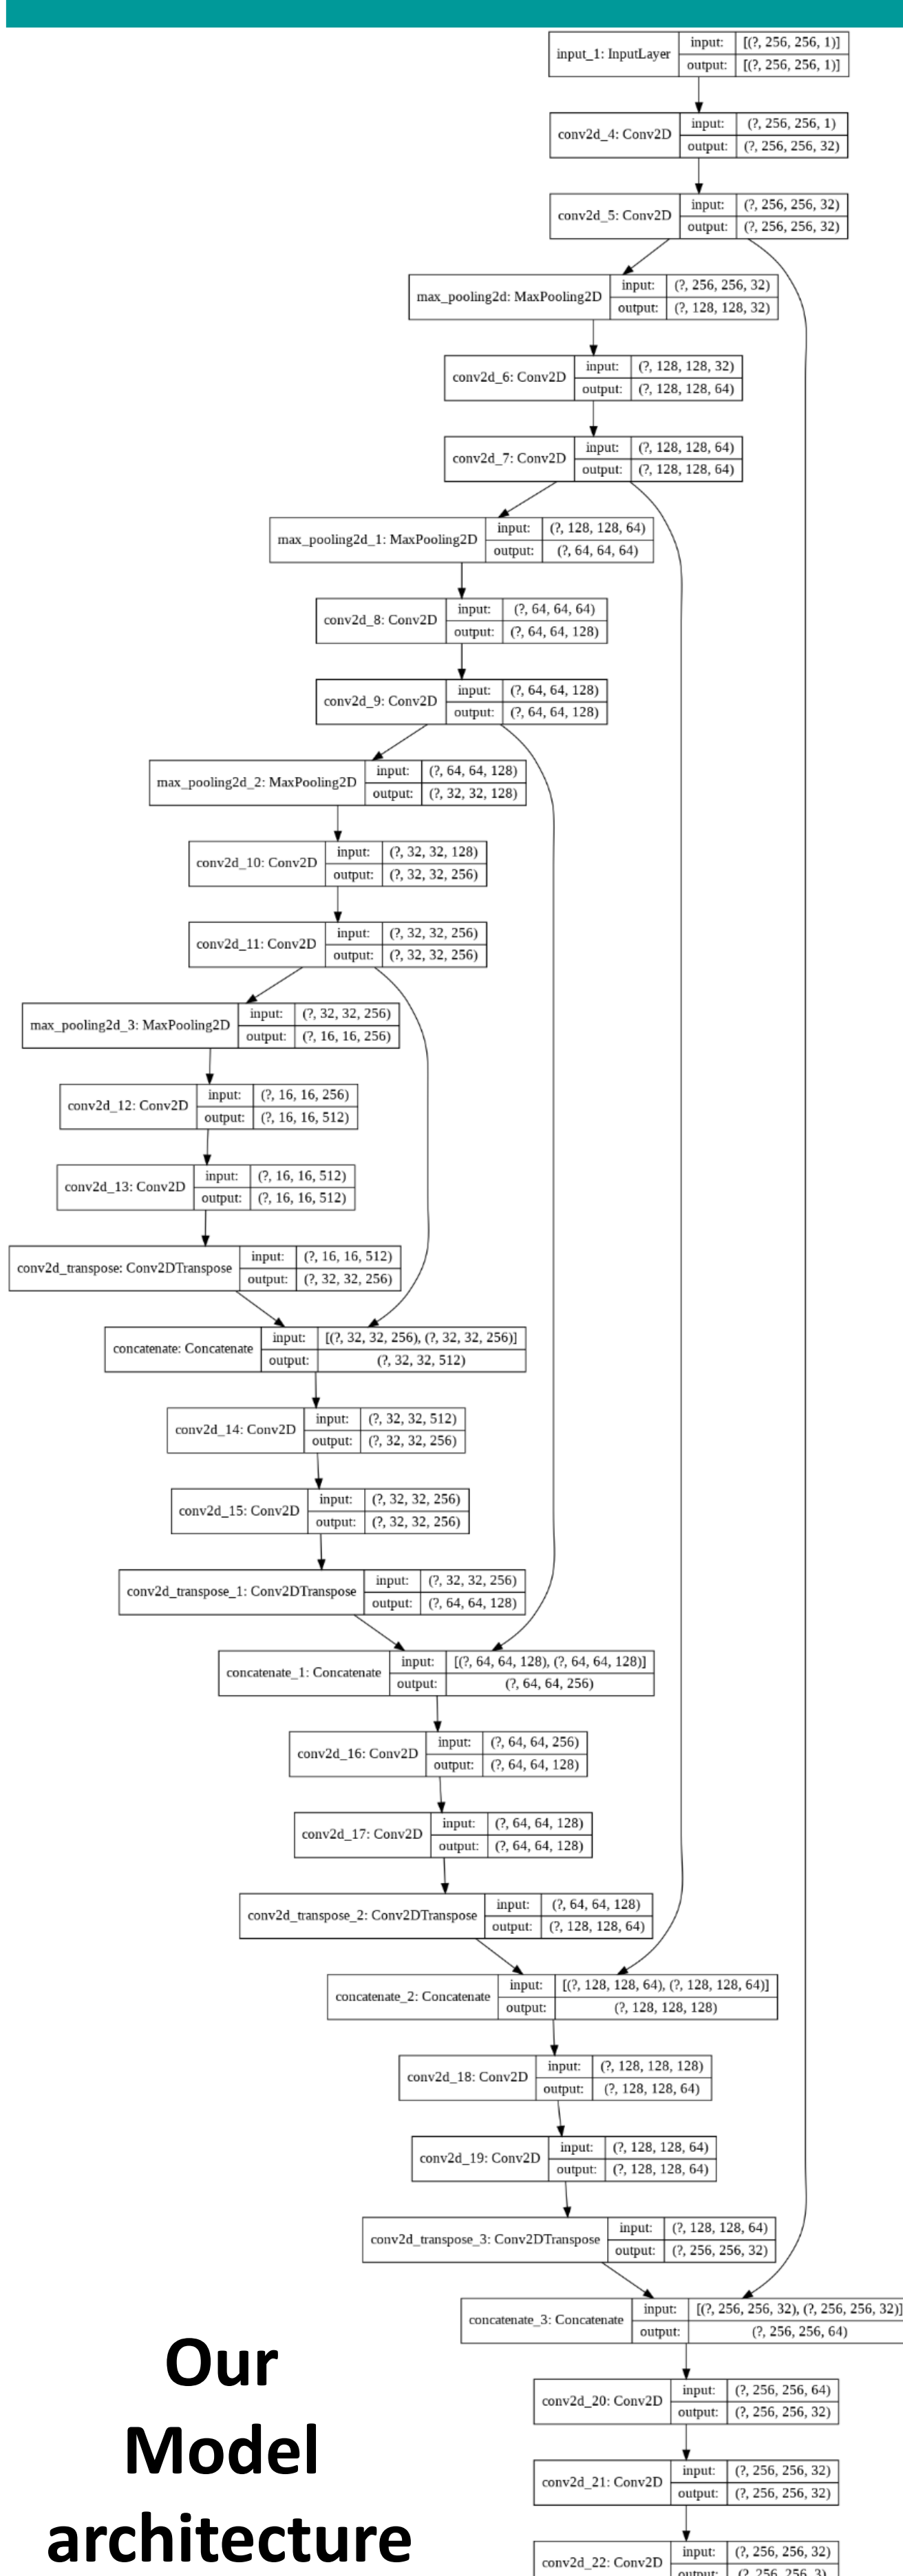 input_1: InputLayer input: [(?, 256, 256, 1)]
output: [(?, 256, 256, 1)]
conv2d_4: Conv2D input: (?, 256, 256, 1)
output: (?, 256, 256, 32)
conv2d_5: Conv2D input: (?, 256, 256, 32)
output: (?, 256, 256, 32)
max_pooling2d: MaxPooling2D input: (?, 256, 256, 32)
output: (?, 128, 128, 32)
conv2d_6: Conv2D input: (?, 128, 128, 32)
output: (?, 128, 128, 64)
conv2d_7: Conv2D input: (?, 128, 128, 64)
output: (?, 128, 128, 64)
max_pooling2d_1: MaxPooling2D input: (?, 128, 128, 64)
output: (?, 64, 64, 64)
conv2d_8: Conv2D input: (?, 64, 64, 64)
output: (?, 64, 64, 128)
conv2d_9: Conv2D input: (?, 64, 64, 128)
output: (?, 64, 64, 128)
max_pooling2d_2: MaxPooling2D input: (?, 64, 64, 128)
output: (?, 32, 32, 128)
conv2d_10: Conv2D input: (?, 32, 32, 128)
output: (?, 32, 32, 256)
conv2d_11: Conv2D input: (?, 32, 32, 256)
output: (?, 32, 32, 256)
max_pooling2d_3: MaxPooling2D input: (?, 32, 32, 256)
output: (?, 16, 16, 256)
conv2d_12: Conv2D input: (?, 16, 16, 256)
output: (?, 16, 16, 512)
conv2d_13: Conv2D input: (?, 16, 16, 512)
output: (?, 16, 16, 512)
conv2d_transpose: Conv2DTranspose input: (?, 16, 16, 512)
output: (?, 32, 32, 256)
concatenate: Concatenate input: [(?, 32, 32, 256), (?, 32, 32, 256)]
output: (?, 32, 32, 512)
conv2d_14: Conv2D input: (?, 32, 32, 512)
output: (?, 32, 32, 256)
conv2d_15: Conv2D input: (?, 32, 32, 256)
output: (?, 32, 32, 256)
conv2d_transpose_1: Conv2DTranspose input: (?, 32, 32, 256)
output: (?, 64, 64, 128)
concatenate_1: Concatenate input: [(?, 64, 64, 128), (?, 64, 64, 128)]
output: (?, 64, 64, 256)
conv2d_16: Conv2D input: (?, 64, 64, 256)
output: (?, 64, 64, 128)
conv2d_17: Conv2D input: (?, 64, 64, 128)
output: (?, 64, 64, 128)
conv2d_transpose_2: Conv2DTranspose input: (?, 64, 64, 128)
output: (?, 128, 128, 64)
concatenate_2: Concatenate input: [(?, 128, 128, 64), (?, 128, 128, 64)]
output: (?, 128, 128, 128)
conv2d_18: Conv2D input: (?, 128, 128, 128)
output: (?, 128, 128, 64)
conv2d_19: Conv2D input: (?, 128, 128, 64)
output: (?, 128, 128, 64)
conv2d_transpose_3: Conv2DTranspose input: (?, 128, 128, 64)
output: (?, 256, 256, 32)
concatenate_3: Concatenate input: [(?, 256, 256, 32), (?, 256, 256, 32)]
output: (?, 256, 256, 64)
conv2d_20: Conv2D input: (?, 256, 256, 64)
output: (?, 256, 256, 32)
conv2d_21: Conv2D input: (?, 256, 256, 32)
output: (?, 256, 256, 32)
conv2d_22: Conv2D input: (?, 256, 256, 32)
output: (?, 256, 256, 3)
Our
Model
architecture